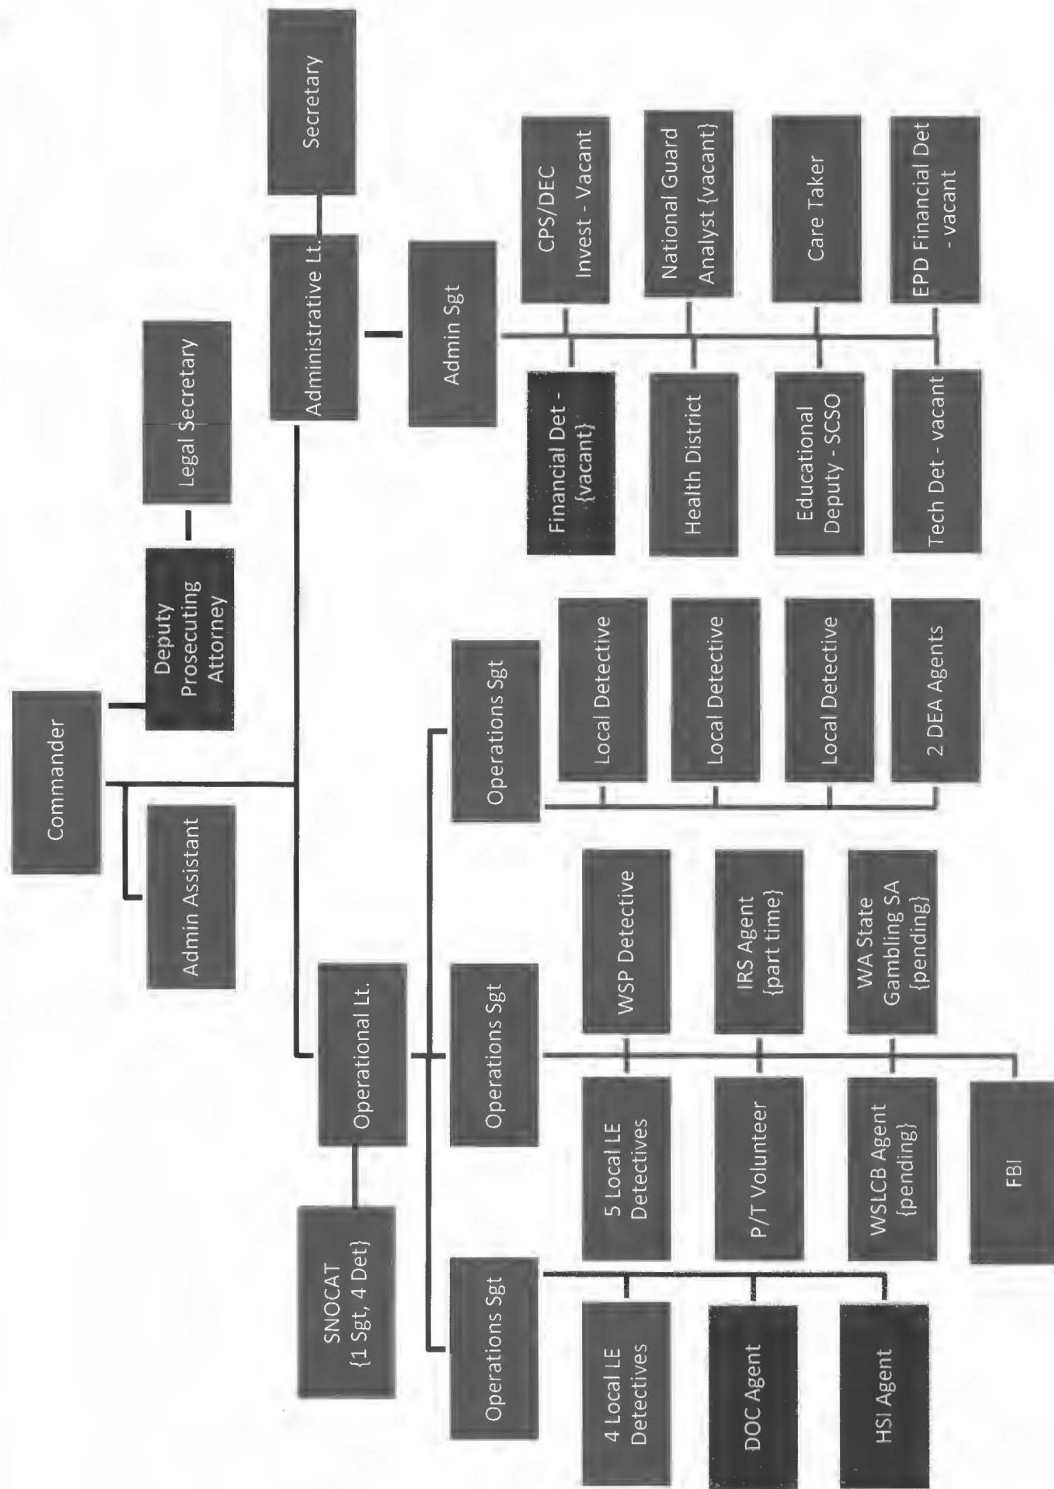 Commander
Admin Assistant
Deputy
Prosecuting
Attorney
Legal Secretary
Operational Lt.
SNOCAT
{1 Sgt, 4 Det}
Administrative Lt.
Secretary
Operations Sgt
4 Local LE
Detectives
DOC Agent
HSI Agent
Operations Sgt
5 Local LE
Detectives
WSP Detective
P/T Volunteer
IRS Agent
{part time}
WSLCB Agent
{pending}
WA State
Gambling SA
{pending}
FBI
Operations Sgt
Local Detective
Local Detective
Local Detective
2 DEA Agents
Admin Sgt
Financial Det -
{vacant}
CPS/DEC
Invest - Vacant
Health District
National Guard
Analyst {vacant}
Educational
Deputy - SCSO
Care Taker
Tech Det - vacant
EPD Financial Det
- vacant